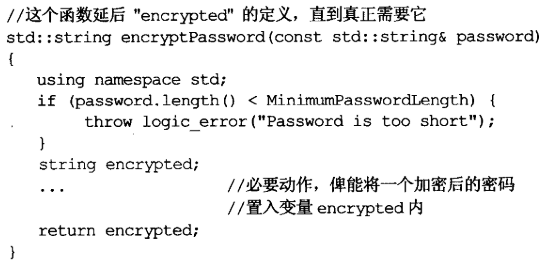 //这个函数延后 "encrypted" 的定义，直到真正需要它
std::string encryptPassword(const std::string& password)
{
using namespace std;
if (password.length() < MinimumPasswordLength) {
throw logic_error("Password is too short");
}
string encrypted;
... //必要动作，俾能将一个加密后的密码
//置入变量 encrypted 内
return encrypted;
}